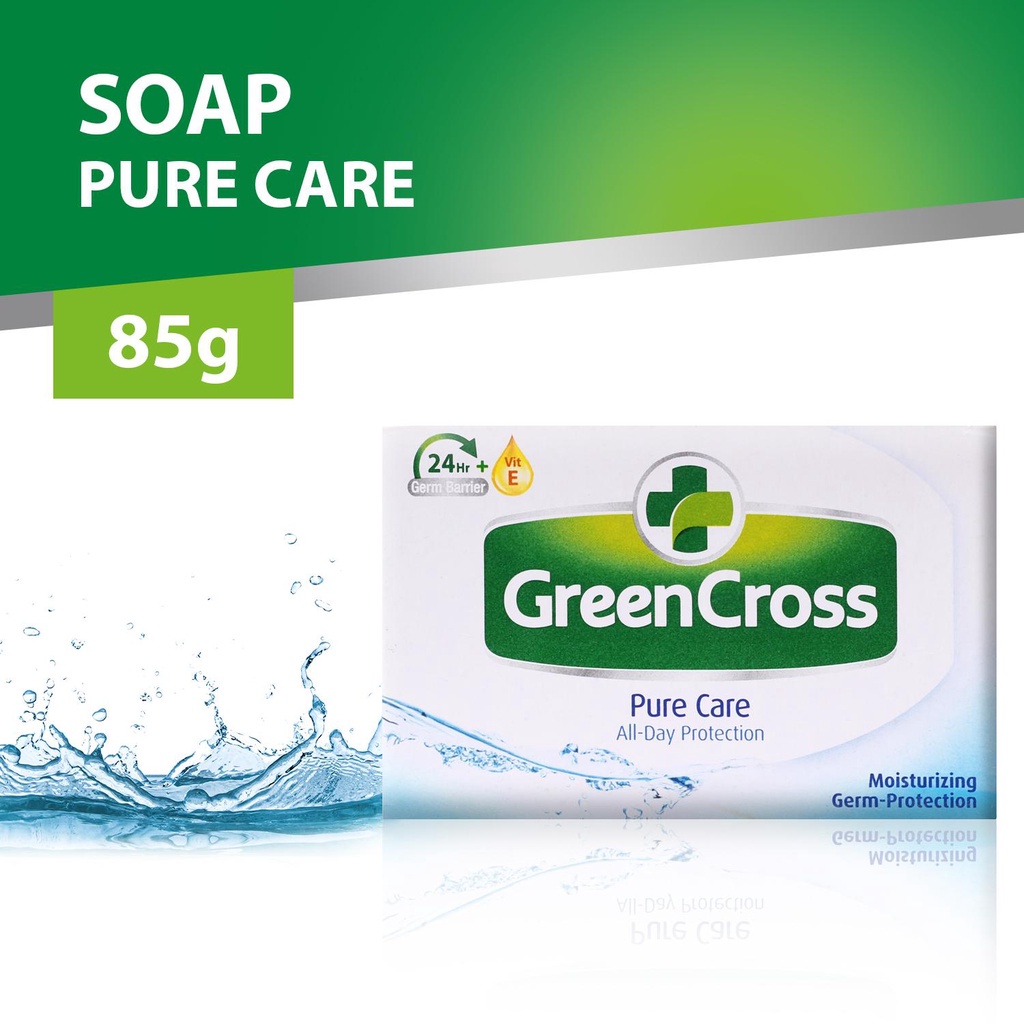 SOAP
PURE CARE
85g
24Hr + Vit E
Germ Barrier
GreenCross
Pure Care
All-Day Protection
Moisturizing
Germ-Protection